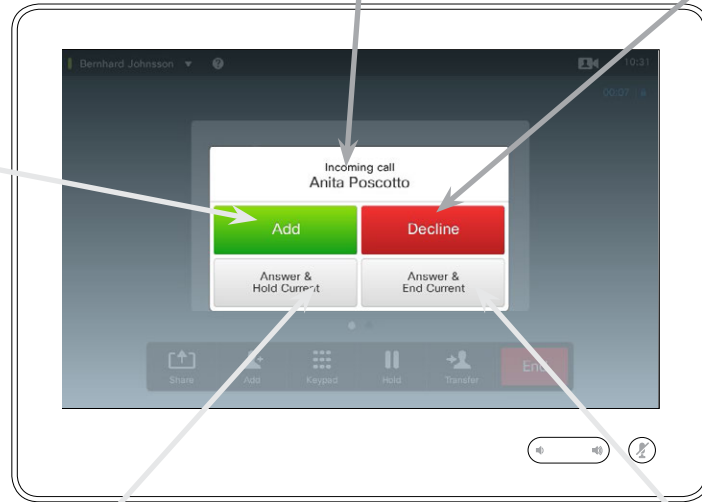 Bernhard Johnsson
?
10:31
00:07
Incoming call
Anita Poscotto
Add
Decline
Answer &
Hold Current
Answer &
End Current
Share
Add
Keypad
Hold
Transfer
End